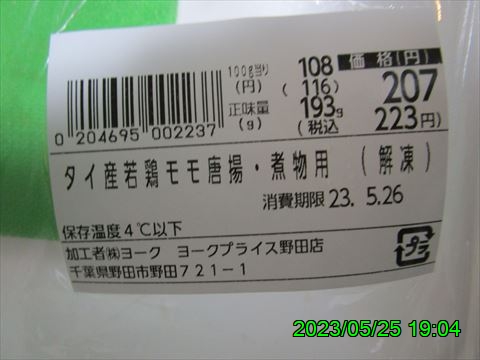 100g当り 108 価格(円)
(円) (116) 207
正味量 193g (税込 223円)
(g)
0 204695 002237
タイ産若鶏モモ唐揚・煮物用 (解凍)
消費期限23. 5.26
保存温度4℃以下
加工者㈱ヨーク ヨークプライス野田店
千葉県野田市野田721-1
プラ
2023/05/25 19:04